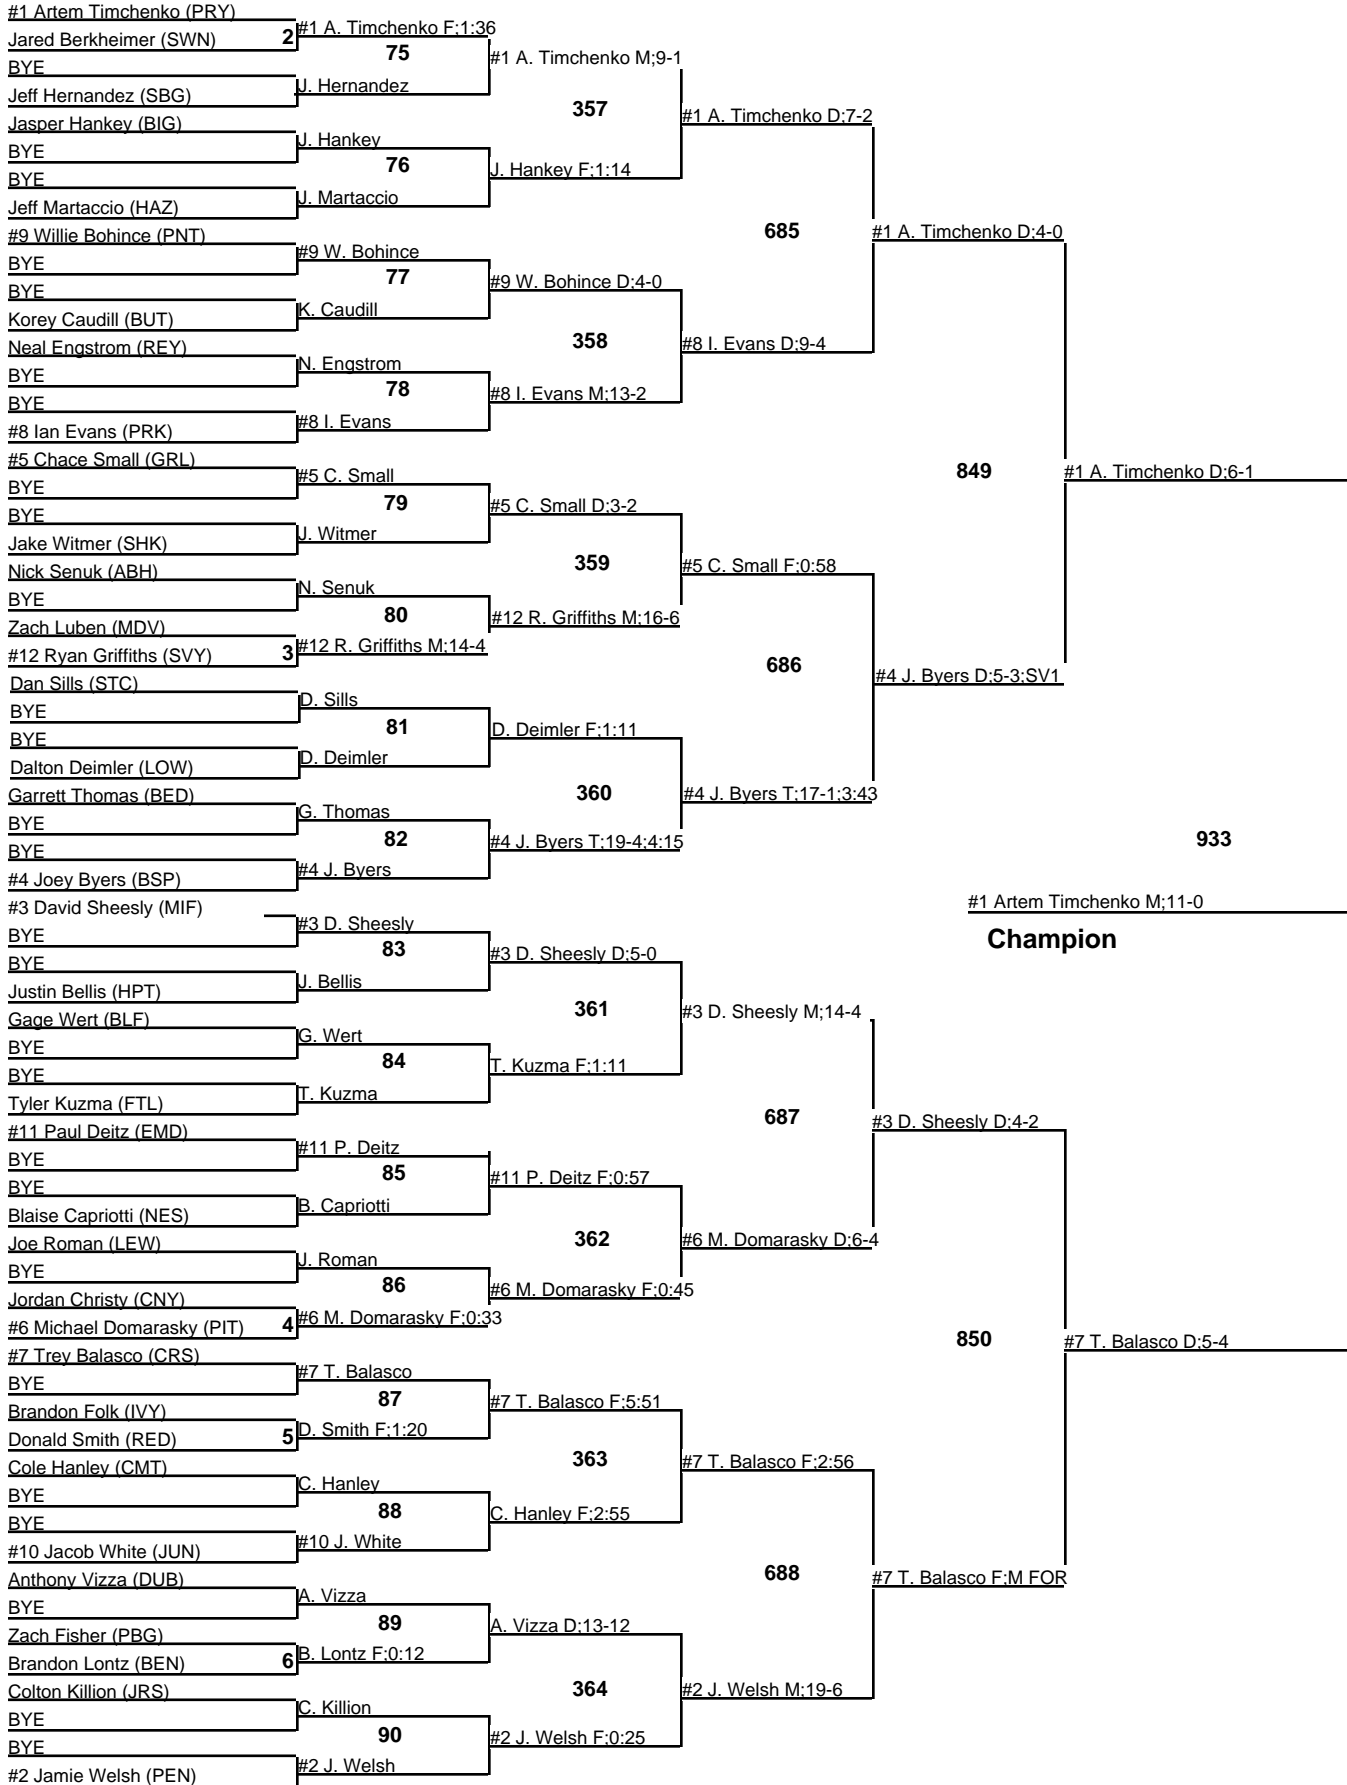 #1 Artem Timchenko (PRY)
Jared Berkheimer (SWN)
BYE
Jeff Hernandez (SBG)
Jasper Hankey (BIG)
BYE
BYE
Jeff Martaccio (HAZ)
#9 Willie Bohince (PNT)
BYE
BYE
Korey Caudill (BUT)
Neal Engstrom (REY)
BYE
BYE
#8 Ian Evans (PRK)
#5 Chace Small (GRL)
BYE
BYE
Jake Witmer (SHK)
Nick Senuk (ABH)
BYE
Zach Luben (MDV)
#12 Ryan Griffiths (SVY)
Dan Sills (STC)
BYE
BYE
Dalton Deimler (LOW)
Garrett Thomas (BED)
BYE
BYE
#4 Joey Byers (BSP)
#3 David Sheesly (MIF)
BYE
BYE
Justin Bellis (HPT)
Gage Wert (BLF)
BYE
BYE
Tyler Kuzma (FTL)
#11 Paul Deitz (EMD)
BYE
BYE
Blaise Capriotti (NES)
Joe Roman (LEW)
BYE
Jordan Christy (CNY)
#6 Michael Domarasky (PIT)
#7 Trey Balasco (CRS)
BYE
Brandon Folk (IVY)
Donald Smith (RED)
Cole Hanley (CMT)
BYE
BYE
#10 Jacob White (JUN)
Anthony Vizza (DUB)
BYE
Zach Fisher (PBG)
Brandon Lontz (BEN)
Colton Killion (JRS)
BYE
BYE
#2 Jamie Welsh (PEN)
2
3
4
5
6
#1 A. Timchenko F;1:36
75
J. Hernandez
J. Hankey
76
J. Martaccio
#9 W. Bohince
77
K. Caudill
N. Engstrom
78
#8 I. Evans
#5 C. Small
79
J. Witmer
N. Senuk
80
#12 R. Griffiths M;14-4
D. Sills
81
D. Deimler
G. Thomas
82
#4 J. Byers
#3 D. Sheesly
83
J. Bellis
G. Wert
84
T. Kuzma
#11 P. Deitz
85
B. Capriotti
J. Roman
86
#6 M. Domarasky F;0:33
#7 T. Balasco
87
D. Smith F;1:20
C. Hanley
88
#10 J. White
A. Vizza
89
B. Lontz F;0:12
C. Killion
90
#2 J. Welsh
#1 A. Timchenko M;9-1
357
J. Hankey F;1:14
#9 W. Bohince D;4-0
358
#8 I. Evans M;13-2
#5 C. Small D;3-2
359
#12 R. Griffiths M;16-6
D. Deimler F;1:11
360
#4 J. Byers T;19-4;4:15
#3 D. Sheesly D;5-0
361
T. Kuzma F;1:11
#11 P. Deitz F;0:57
362
#6 M. Domarasky F;0:45
#7 T. Balasco F;5:51
363
C. Hanley F;2:55
A. Vizza D;13-12
364
#2 J. Welsh F;0:25
#1 A. Timchenko D;7-2
685
#8 I. Evans D;9-4
#5 C. Small F;0:58
686
#4 J. Byers T;17-1;3:43
#3 D. Sheesly M;14-4
687
#6 M. Domarasky D;6-4
#7 T. Balasco F;2:56
688
#2 J. Welsh M;19-6
#1 A. Timchenko D;4-0
849
#4 J. Byers D;5-3;SV1
#3 D. Sheesly D;4-2
850
#7 T. Balasco F;M FOR
#1 A. Timchenko D;6-1
933
#7 T. Balasco D;5-4
#1 Artem Timchenko M;11-0
Champion